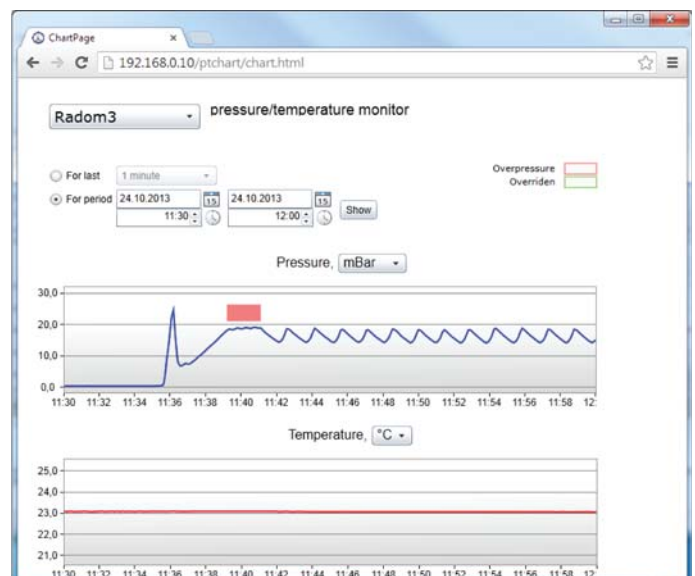 ChartPage
192.168.0.10/ptchart/chart.html
Radom3
pressure/temperature monitor
For last 1 minute
Overpressure
Overriden
For period 24.10.2013 15 24.10.2013 15
11:30 12:00 Show
Pressure, mBar
30,0
20,0
10,0
0,0
11:30 11:32 11:34 11:36 11:38 11:40 11:42 11:44 11:46 11:48 11:50 11:52 11:54 11:56 11:58 12:
Temperature, °C
25,0
24,0
23,0
22,0
21,0
11:30 11:32 11:34 11:36 11:38 11:40 11:42 11:44 11:46 11:48 11:50 11:52 11:54 11:56 11:58 12: